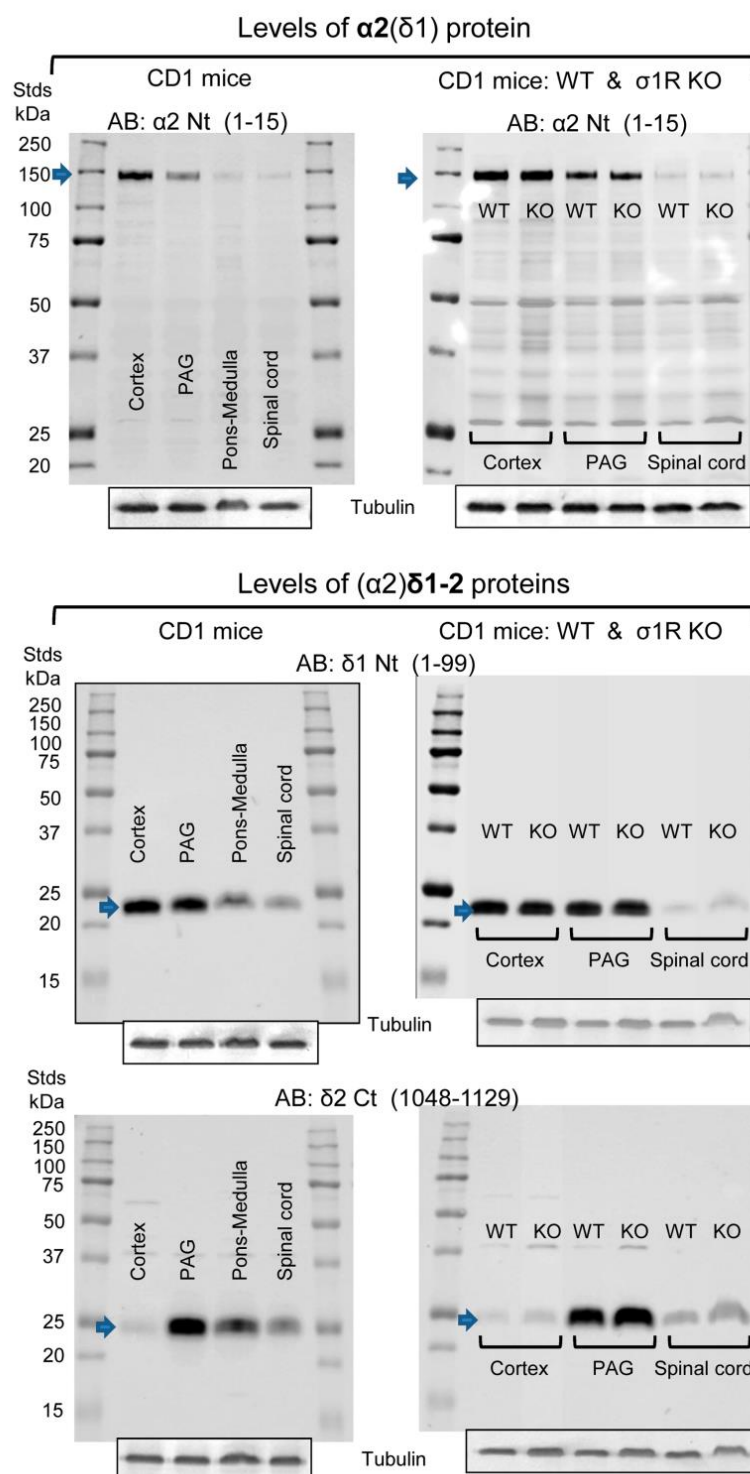 Levels of α2(δ1) protein
CD1 mice
CD1 mice: WT & σ1R KO
Stds
kDa
AB: α2 Nt (1-15)
AB: α2 Nt (1-15)
250
150
100
75
50
37
25
20
Cortex
PAG
Pons-Medulla
Spinal cord
WT KO WT KO WT KO
Cortex PAG Spinal cord
Tubulin
Levels of (α2)δ1-2 proteins
CD1 mice
CD1 mice: WT & σ1R KO
Stds
kDa
AB: δ1 Nt (1-99)
250
150
100
75
50
37
25
20
15
Cortex
PAG
Pons-Medulla
Spinal cord
WT KO WT KO WT KO
Cortex PAG Spinal cord
Tubulin
Stds
kDa
AB: δ2 Ct (1048-1129)
250
150
100
75
50
37
25
20
15
Cortex
PAG
Pons-Medulla
Spinal cord
WT KO WT KO WT KO
Cortex PAG Spinal cord
Tubulin